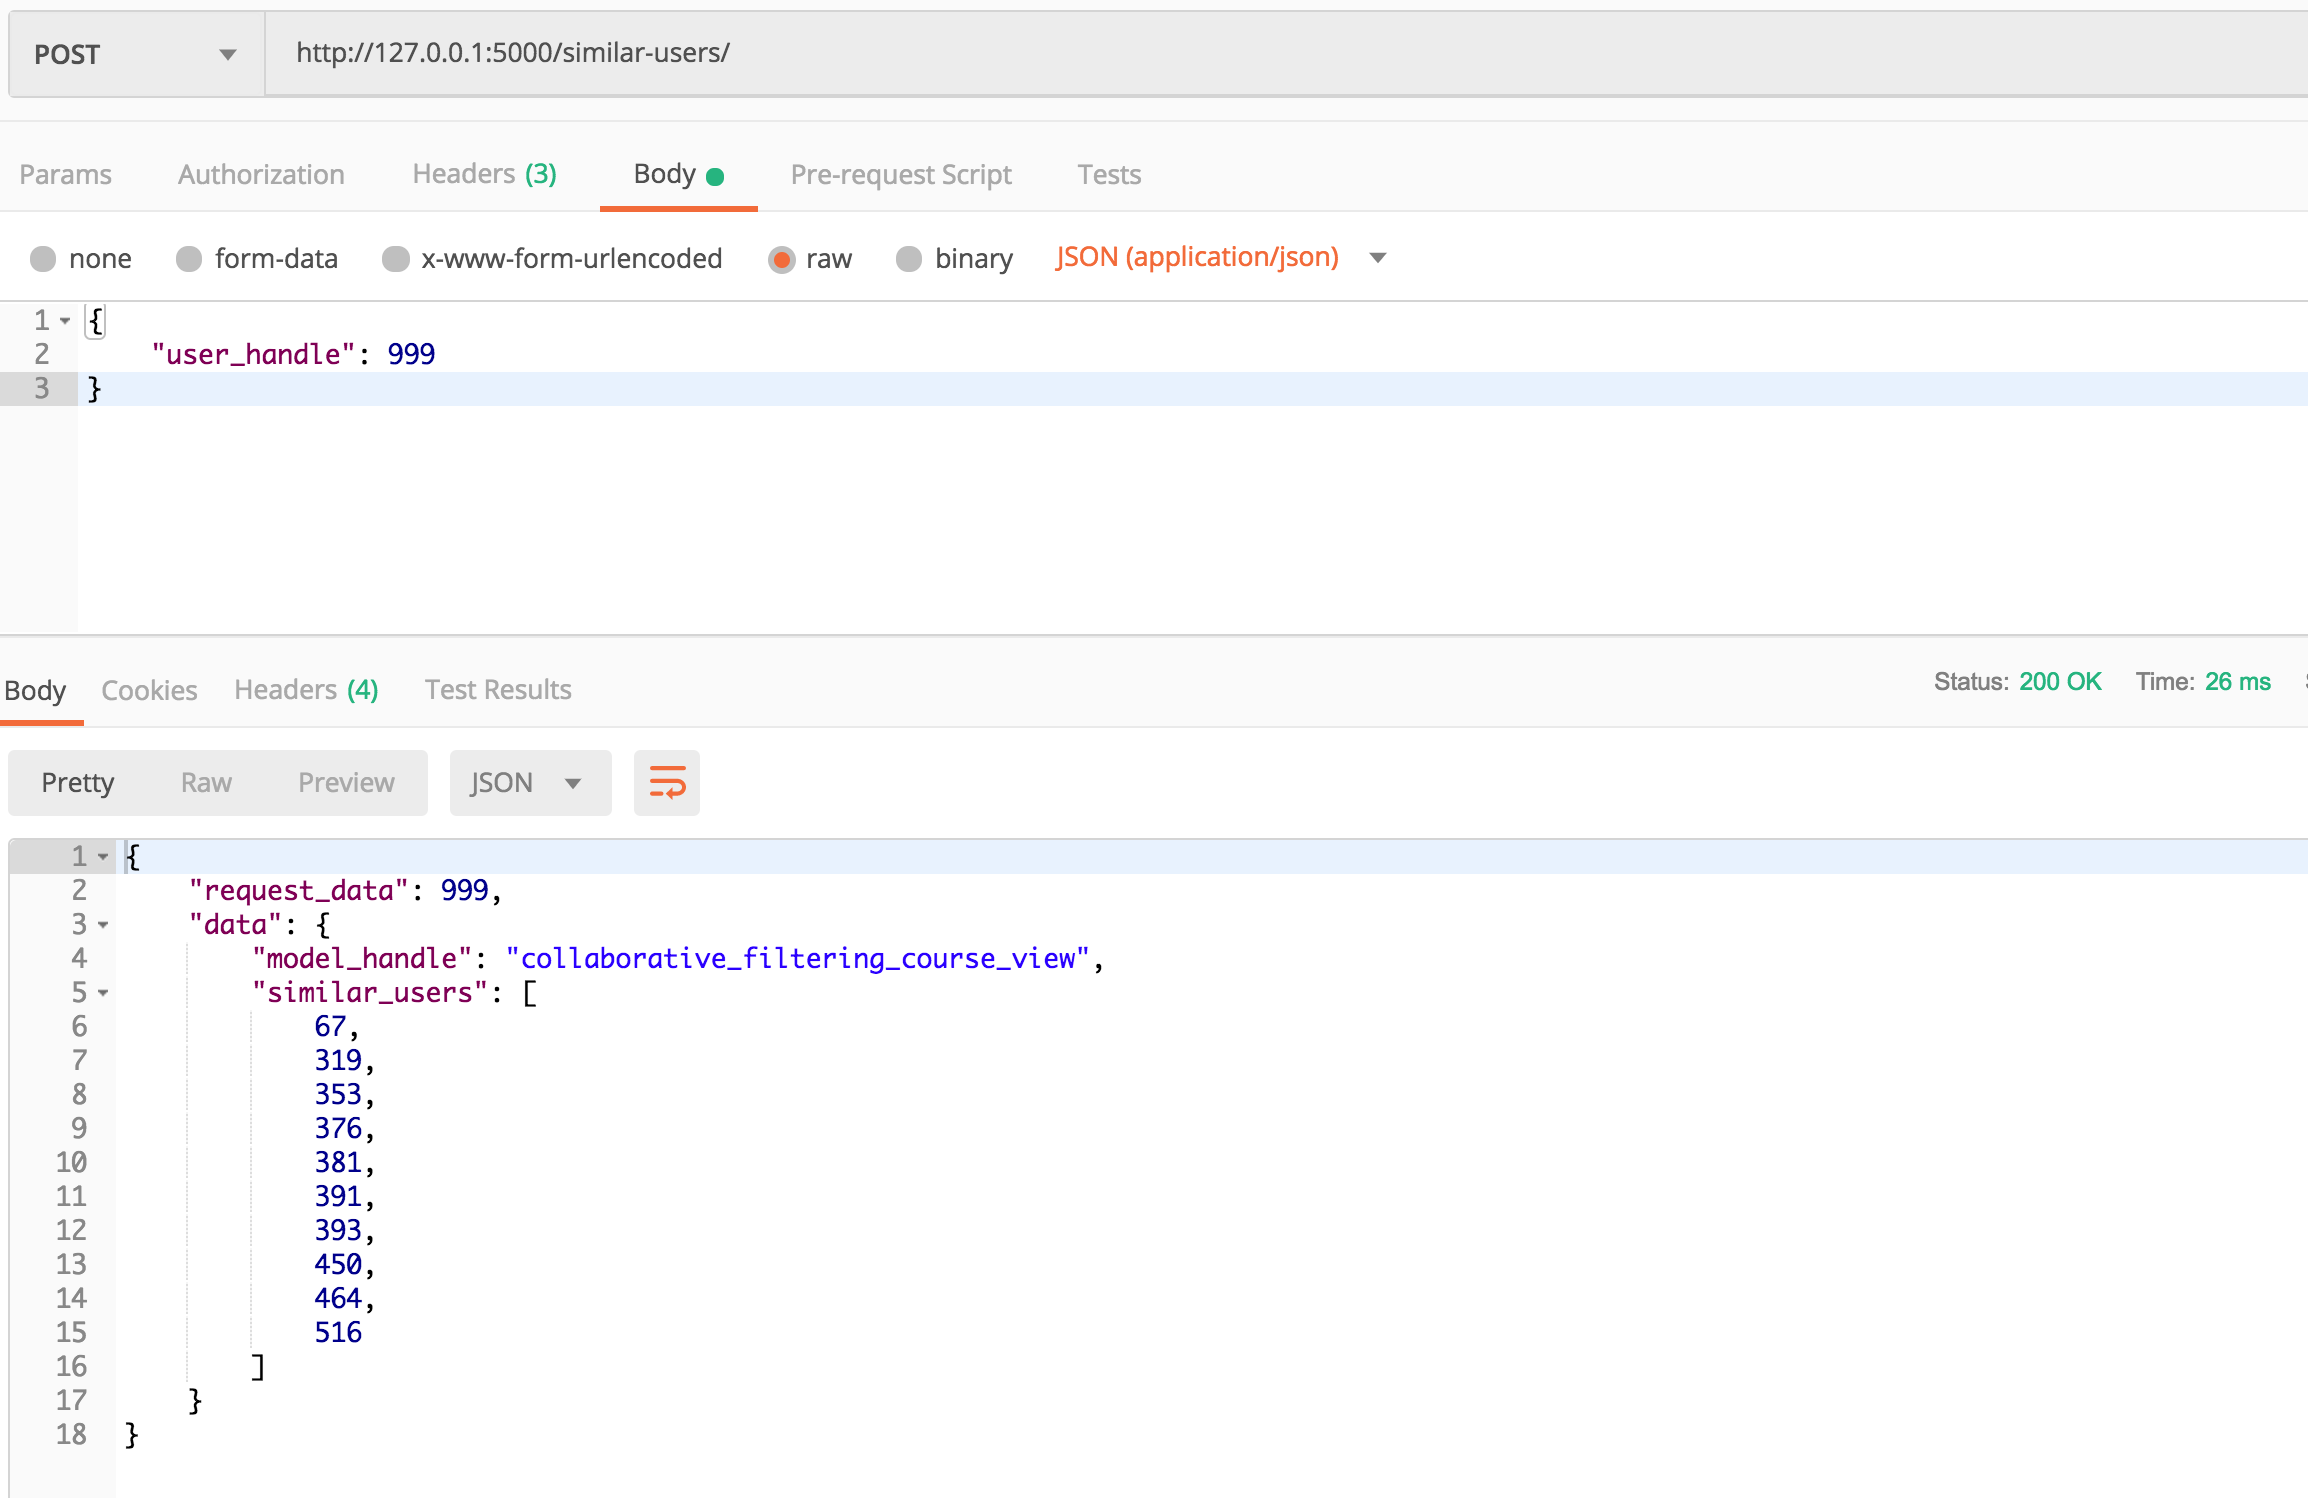 POST http://127.0.0.1:5000/similar-users/
Params Authorization Headers (3) Body Pre-request Script Tests
none form-data x-www-form-urlencoded raw binary JSON (application/json)
1 {
2 "user_handle": 999
3 }
Body Cookies Headers (4) Test Results Status: 200 OK Time: 26 ms
Pretty Raw Preview JSON
1 {
2 "request_data": 999,
3 "data": {
4 "model_handle": "collaborative_filtering_course_view",
5 "similar_users": [
6 67,
7 319,
8 353,
9 376,
10 381,
11 391,
12 393,
13 450,
14 464,
15 516
16 ]
17 }
18 }